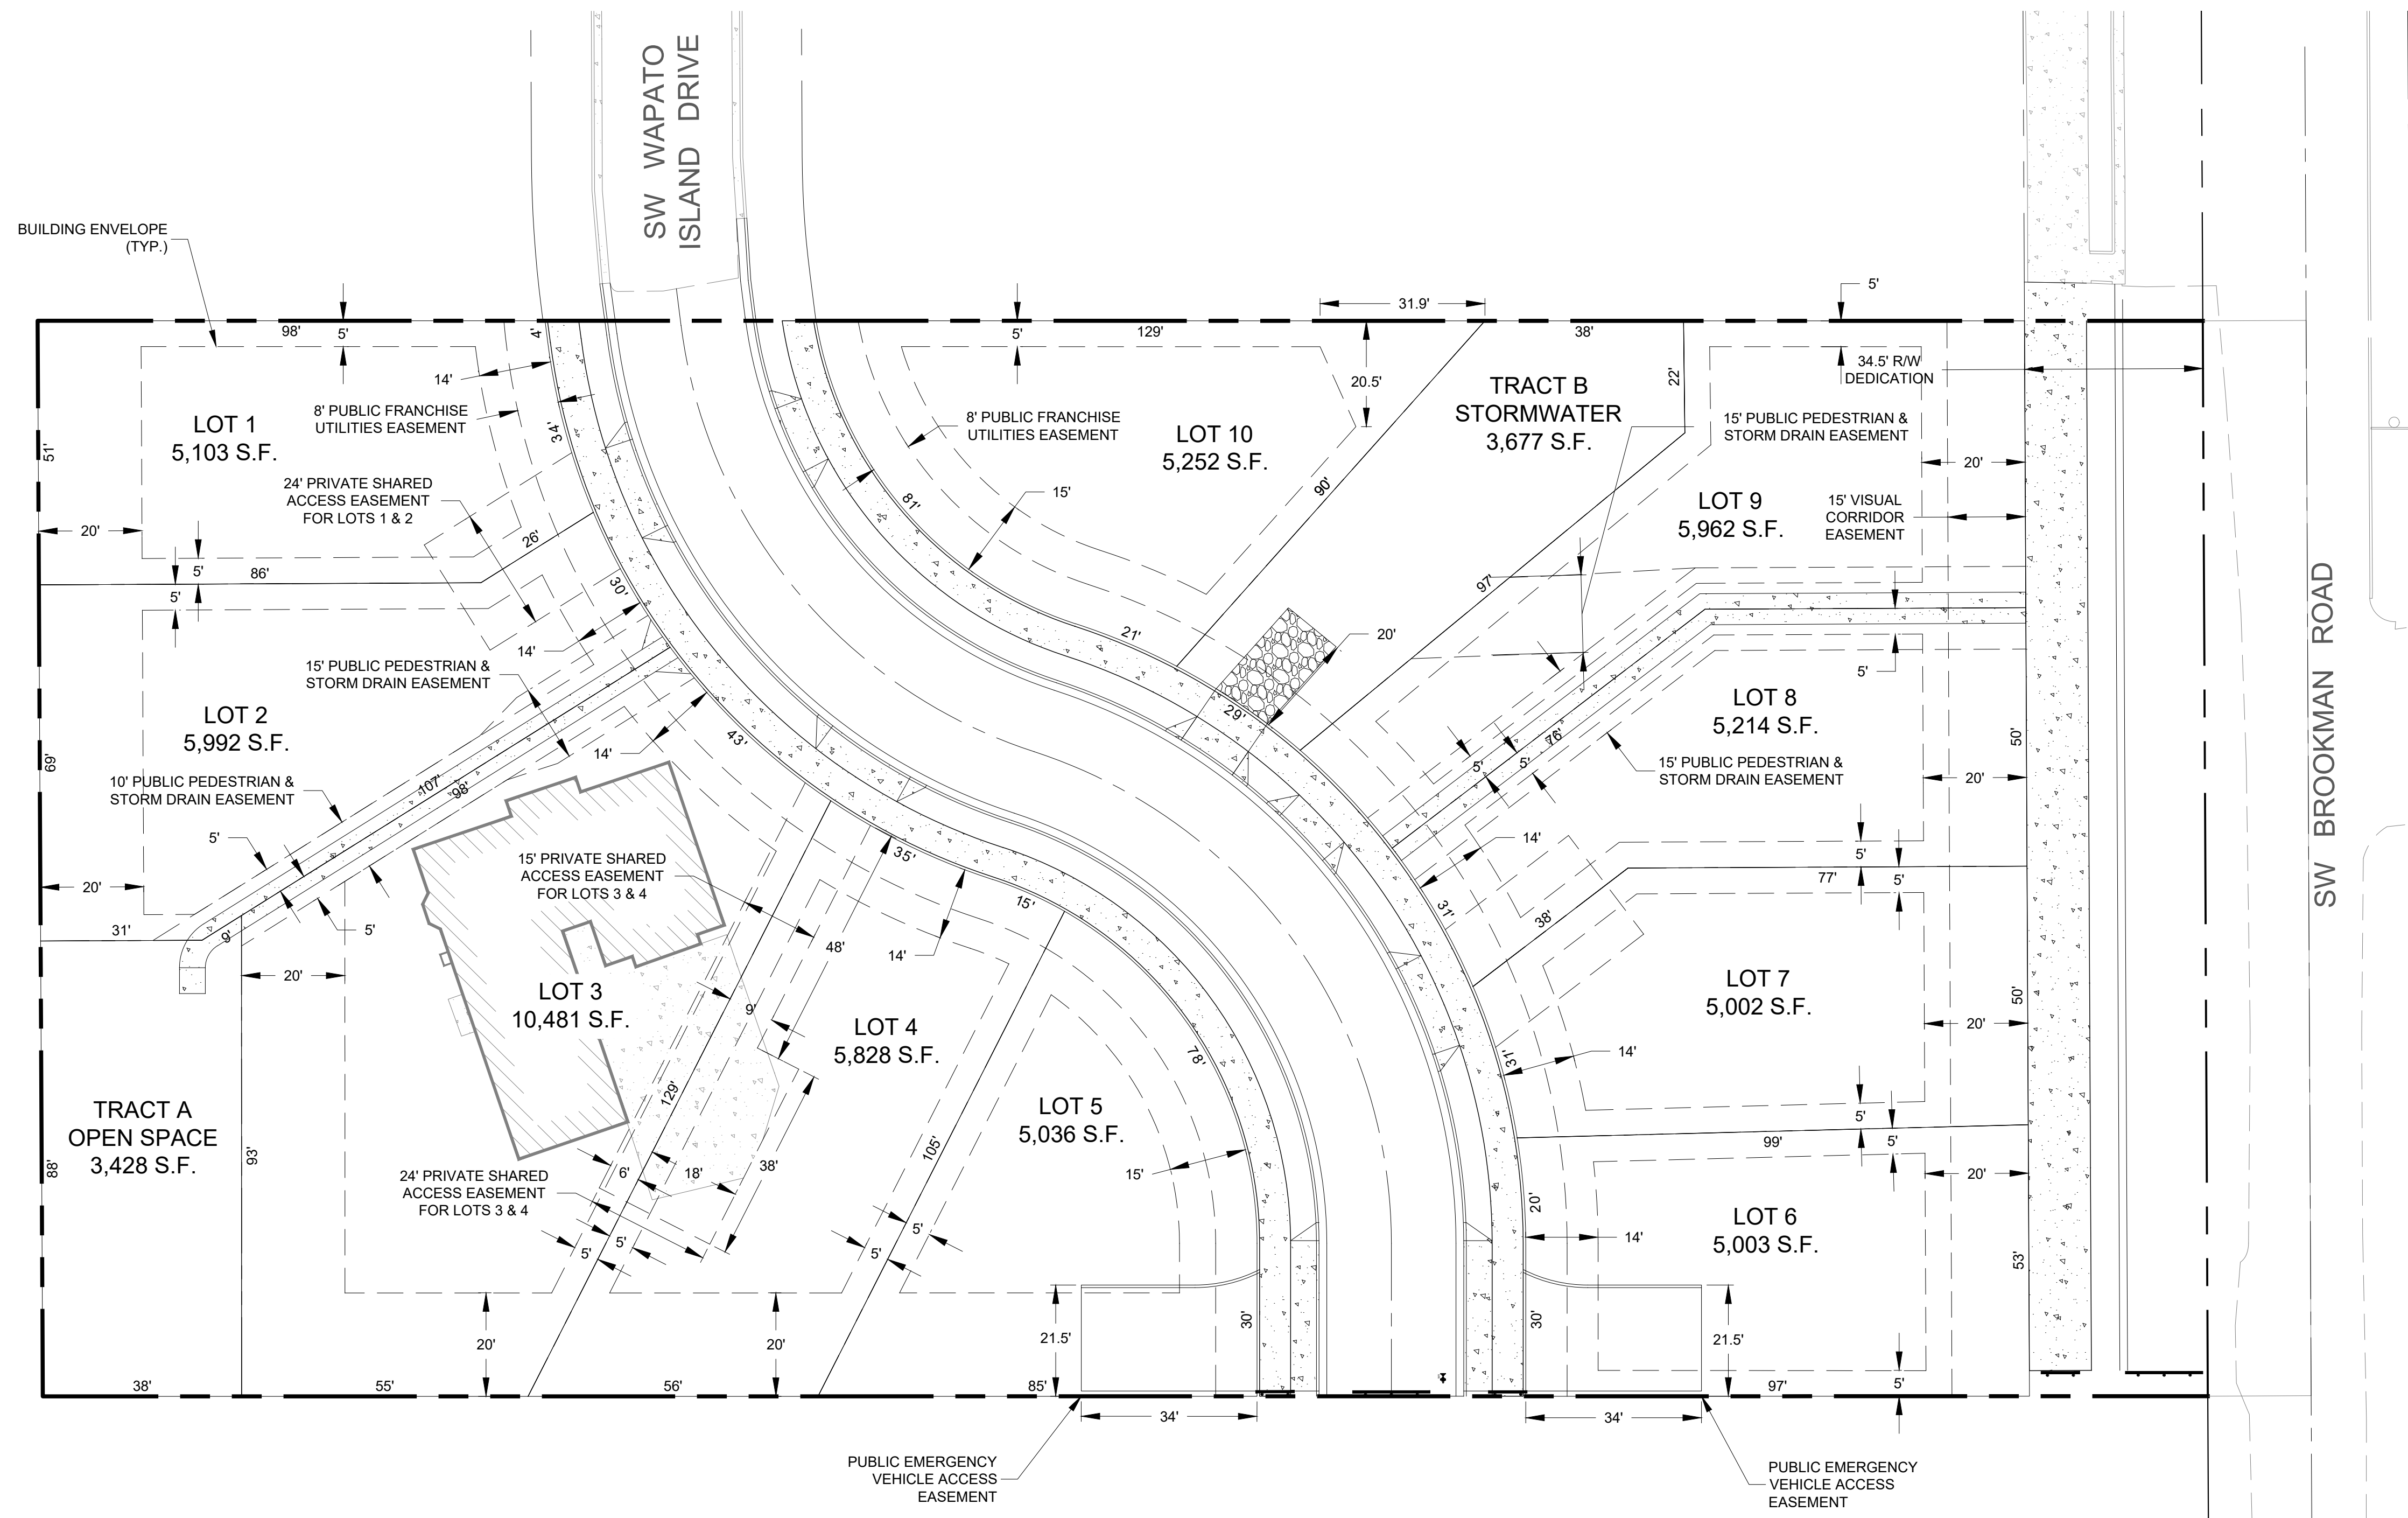 SW WAPATO
ISLAND DRIVE
BUILDING ENVELOPE
(TYP.)
98'
5'
4'
14'
8' PUBLIC FRANCHISE
UTILITIES EASEMENT
34'
LOT 1
5,103 S.F.
51'
24' PRIVATE SHARED
ACCESS EASEMENT
FOR LOTS 1 & 2
20'
26'
5'
86'
5'
30'
14'
15' PUBLIC PEDESTRIAN &
STORM DRAIN EASEMENT
LOT 2
5,992 S.F.
69'
14'
43'
10' PUBLIC PEDESTRIAN &
STORM DRAIN EASEMENT
107'
98'
5'
20'
31'
9'
5'
20'
15' PRIVATE SHARED
ACCESS EASEMENT
FOR LOTS 3 & 4
35'
15'
48'
14'
LOT 3
10,481 S.F.
9'
LOT 4
5,828 S.F.
78'
129'
TRACT A
OPEN SPACE
3,428 S.F.
88'
93'
24' PRIVATE SHARED
ACCESS EASEMENT
FOR LOTS 3 & 4
6'
18'
38'
105'
LOT 5
5,036 S.F.
15'
5'
5'
5'
5'
20'
20'
21.5'
30'
38'
55'
56'
85'
34'
PUBLIC EMERGENCY
VEHICLE ACCESS
EASEMENT
5'
129'
31.9'
38'
5'
20.5'
22'
34.5' R/W
DEDICATION
TRACT B
STORMWATER
3,677 S.F.
8' PUBLIC FRANCHISE
UTILITIES EASEMENT
LOT 10
5,252 S.F.
15' PUBLIC PEDESTRIAN &
STORM DRAIN EASEMENT
20'
81'
15'
90'
LOT 9
5,962 S.F.
15' VISUAL
CORRIDOR
EASEMENT
97'
21'
20'
29'
5'
LOT 8
5,214 S.F.
76'
50'
5'
5'
15' PUBLIC PEDESTRIAN &
STORM DRAIN EASEMENT
20'
14'
5'
77'
5'
31'
38'
LOT 7
5,002 S.F.
50'
20'
31'
14'
5'
99'
5'
20'
20'
LOT 6
5,003 S.F.
14'
53'
30'
21.5'
97'
5'
34'
PUBLIC EMERGENCY
VEHICLE ACCESS
EASEMENT
SW BROOKMAN ROAD